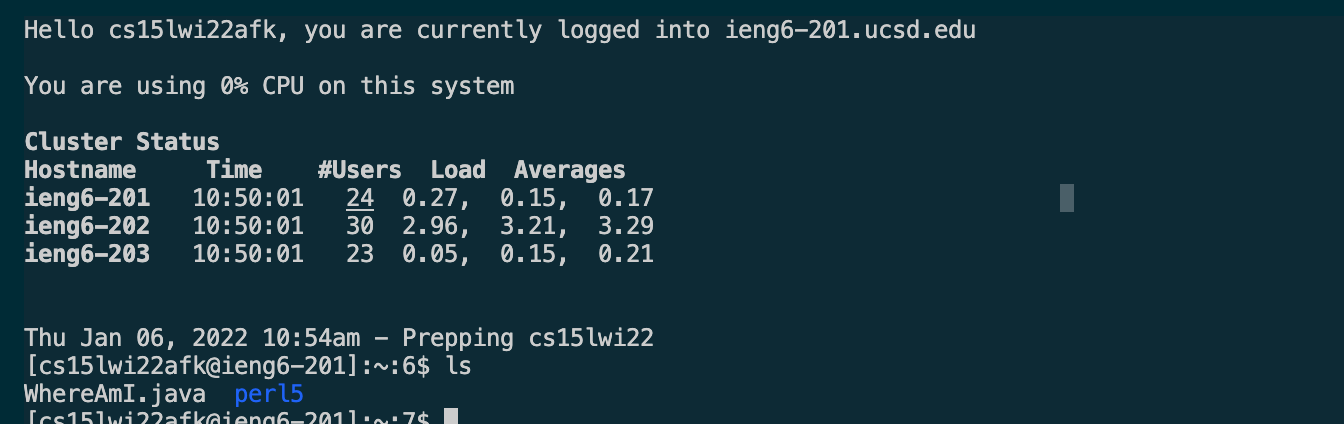 Hello cs15lwi22afk, you are currently logged into ieng6-201.ucsd.edu
You are using 0% CPU on this system
Cluster Status
Hostname     Time    #Users  Load  Averages
ieng6-201   10:50:01   24  0.27,  0.15,  0.17
ieng6-202   10:50:01   30  2.96,  3.21,  3.29
ieng6-203   10:50:01   23  0.05,  0.15,  0.21
Thu Jan 06, 2022 10:54am - Prepping cs15lwi22
[cs15lwi22afk@ieng6-201]:~:6$ ls
WhereAmI.java  perl5
[cs15lwi22afk@ieng6-201]:~:7$